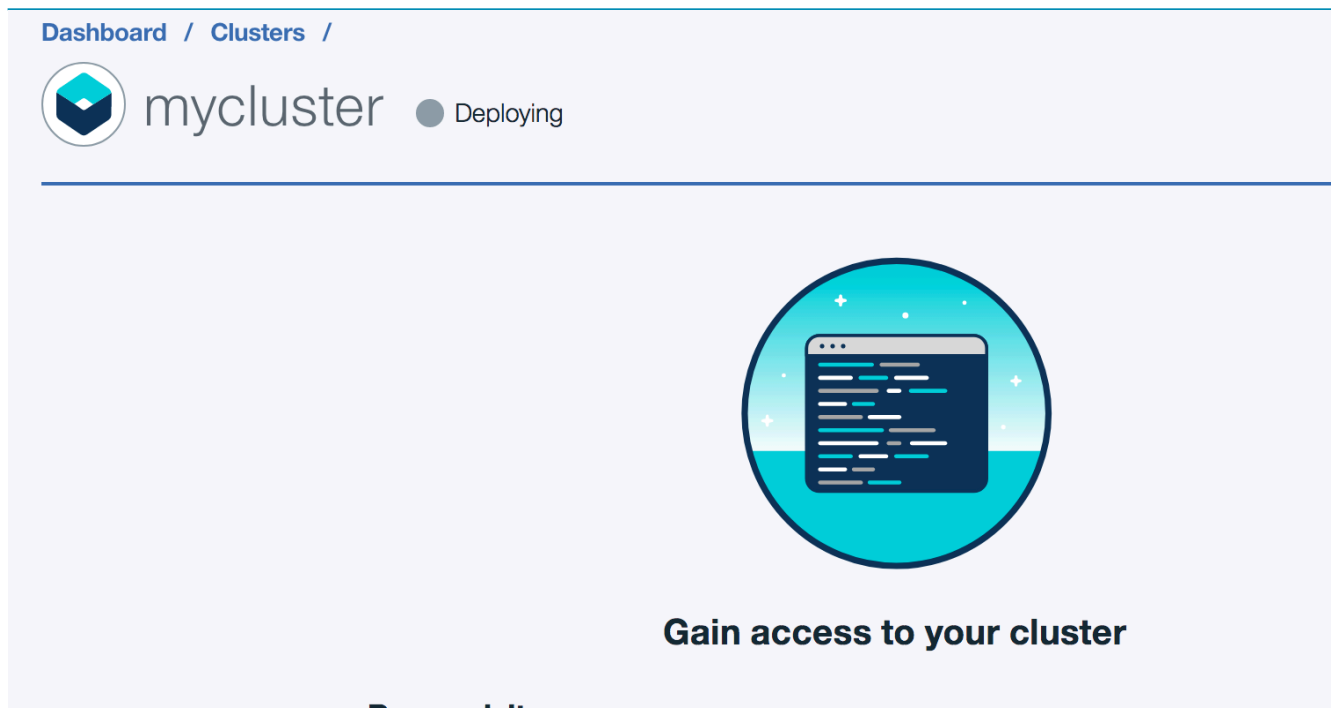 Dashboard / Clusters /
mycluster Deploying
Gain access to your cluster